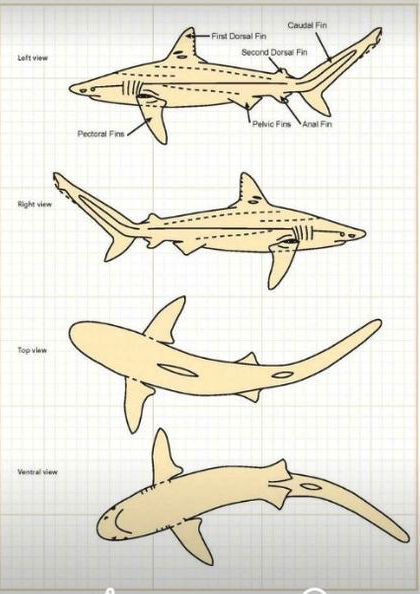 Caudal Fin
First Dorsal Fin
Second Dorsal Fin
Left view
Pectoral Fins
Pelvic Fins
Anal Fin
Right view
Top view
Ventral view